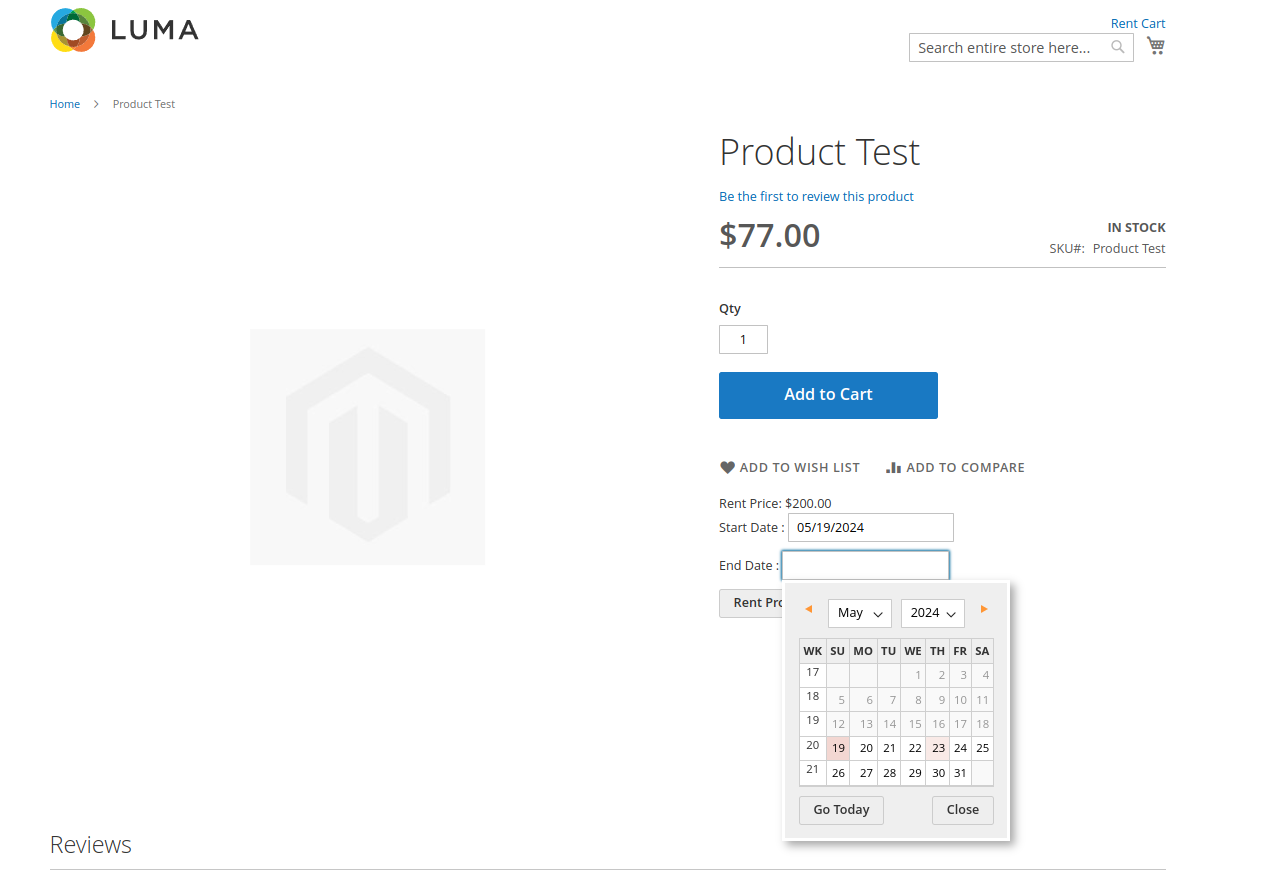 LUMA
Rent Cart
Search entire store here...
Home > Product Test
Product Test
Be the first to review this product
$77.00
IN STOCK
SKU#: Product Test
Qty
1
Add to Cart
ADD TO WISH LIST ADD TO COMPARE
Rent Price: $200.00
Start Date : 05/19/2024
End Date :
Rent Pro
May 2024
WK SU MO TU WE TH FR SA
17 1 2 3 4
18 5 6 7 8 9 10 11
19 12 13 14 15 16 17 18
20 19 20 21 22 23 24 25
21 26 27 28 29 30 31
Go Today Close
Reviews